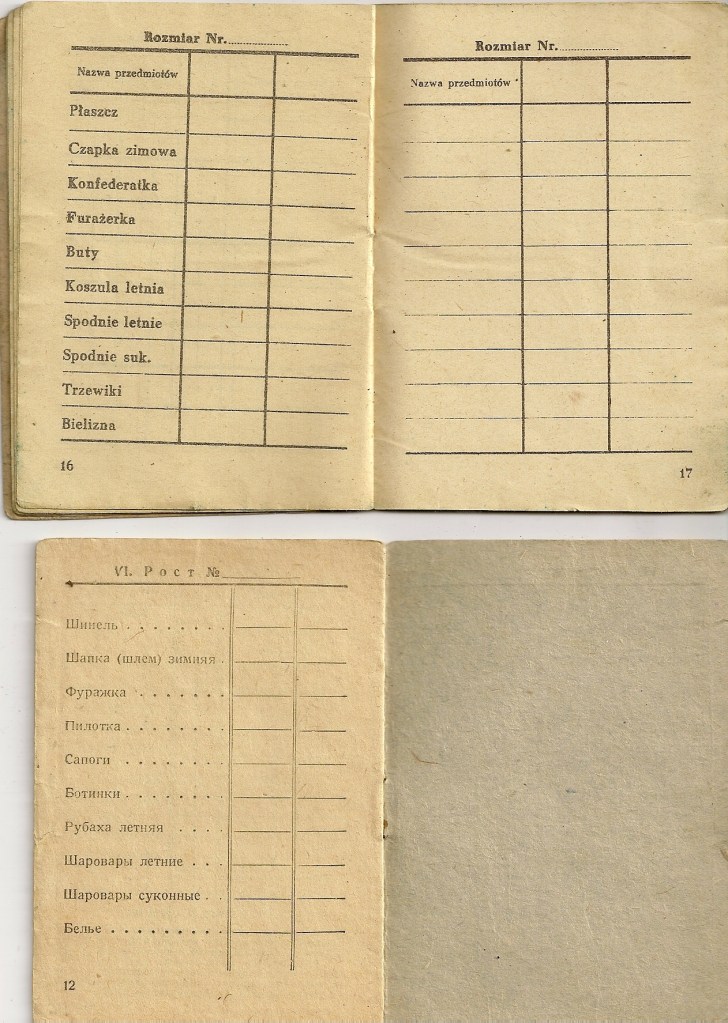 Rozmiar Nr.
Nazwa przedmiotów
Płaszcz
Czapka zimowa
Konfederatka
Furażerka
Buty
Koszula letnia
Spodnie letnie
Spodnie suk.
Trzewiki
Bielizna
16
Rozmiar Nr.
Nazwa przedmiotów
17
VI. Рост №
Шинель
Шапка (шлем) зимняя
Фуражка
Пилотка
Сапоги
Ботинки
Рубаха летняя
Шаровары летние
Шаровары суконные
Белье
12